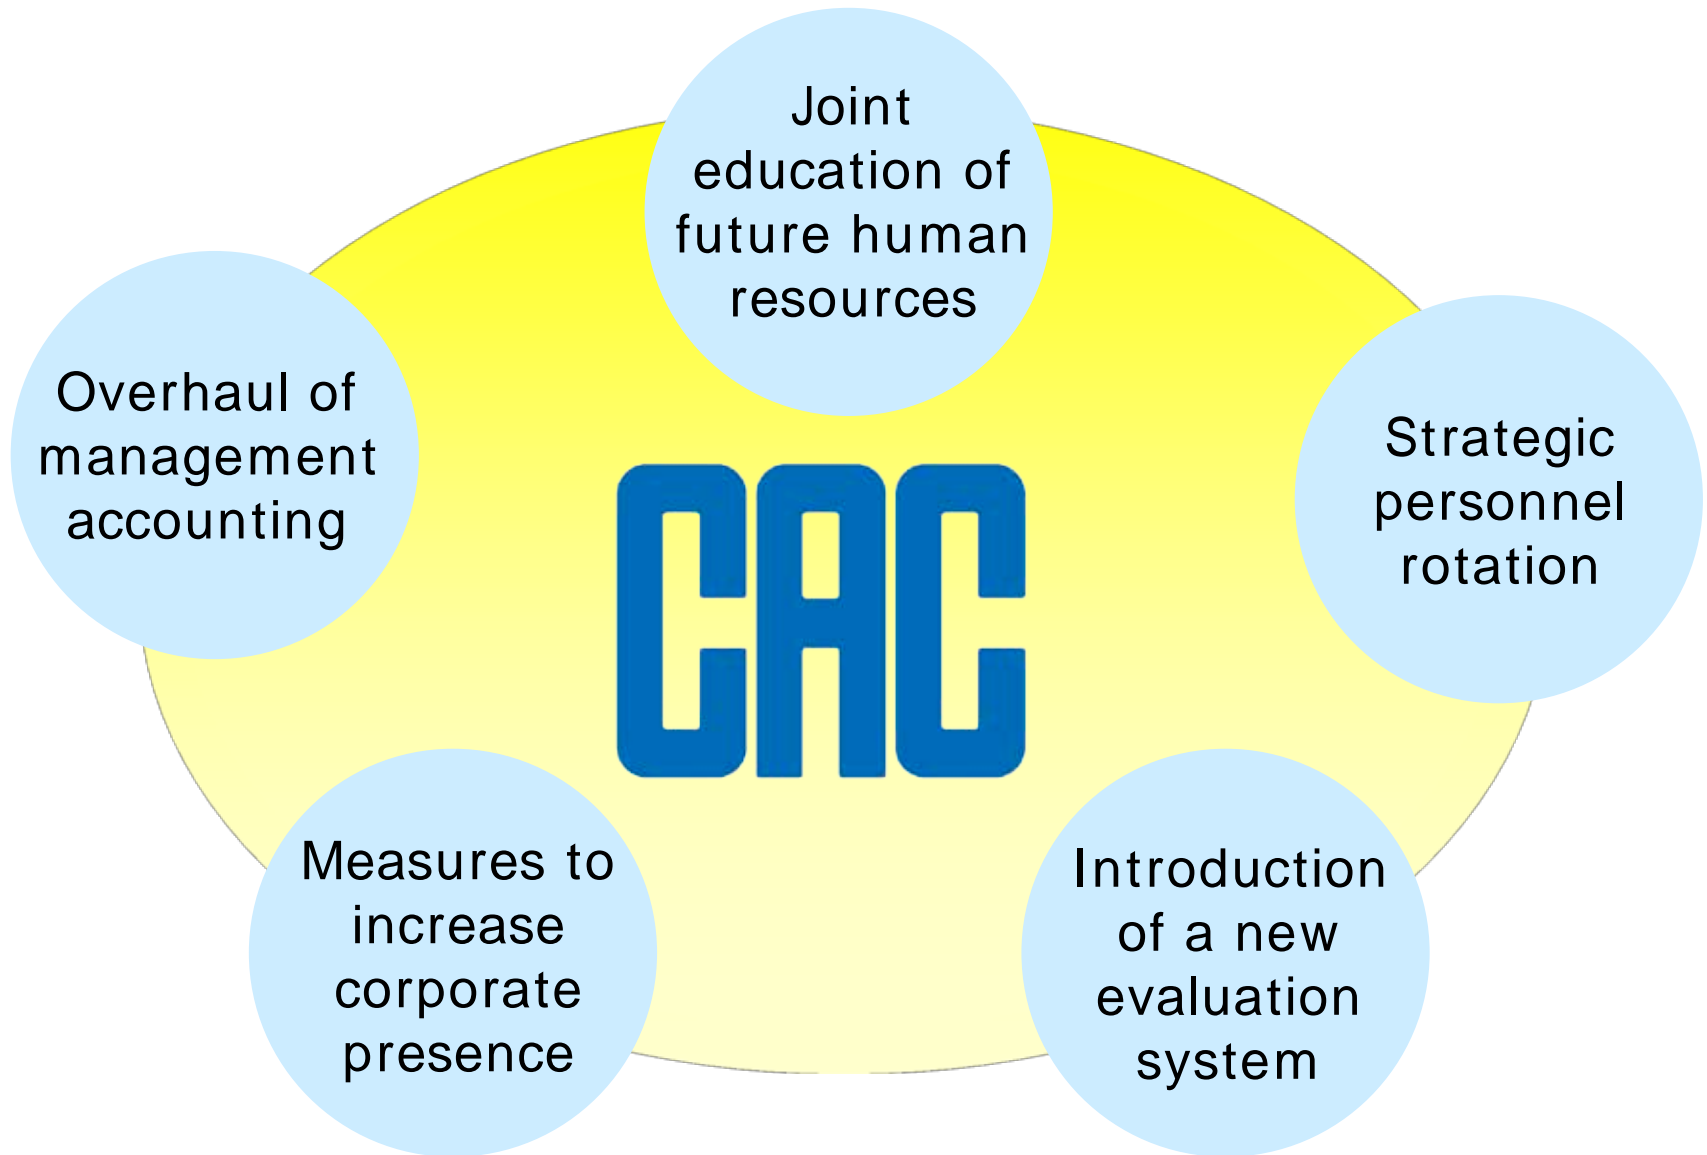 Joint
education of
future human
resources
Overhaul of
management
accounting
Strategic
personnel
rotation
CAC
Measures to
increase
corporate
presence
Introduction
of a new
evaluation
system